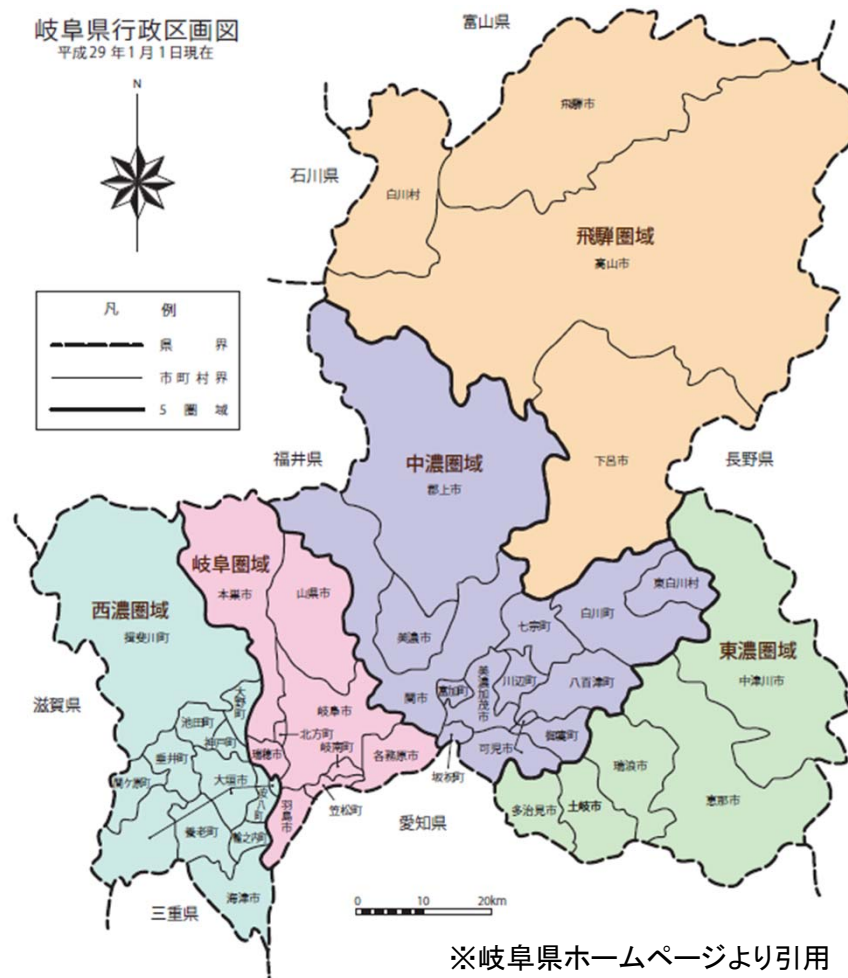 岐阜県行政区画図
平成29年1月1日現在
N
凡 例
県 界
市町村界
5 圏 域
富山県
石川県
福井県
長野県
滋賀県
愛知県
三重県
飛騨圏域
飛騨市
白川村
高山市
下呂市
中濃圏域
郡上市
美濃市
関市
富加町
美濃加茂市
川辺町
七宗町
白川町
東白川村
八百津町
御嵩町
可児市
坂祝町
岐阜圏域
本巣市
山県市
岐阜市
北方町
岐南町
各務原市
瑞穂市
羽島市
笠松町
西濃圏域
揖斐川町
大野町
池田町
神戸町
垂井町
関ケ原町
大垣市
安八町
養老町
輪之内町
海津市
東濃圏域
中津川市
瑞浪市
恵那市
土岐市
多治見市
0 10 20km
※岐阜県ホームページより引用